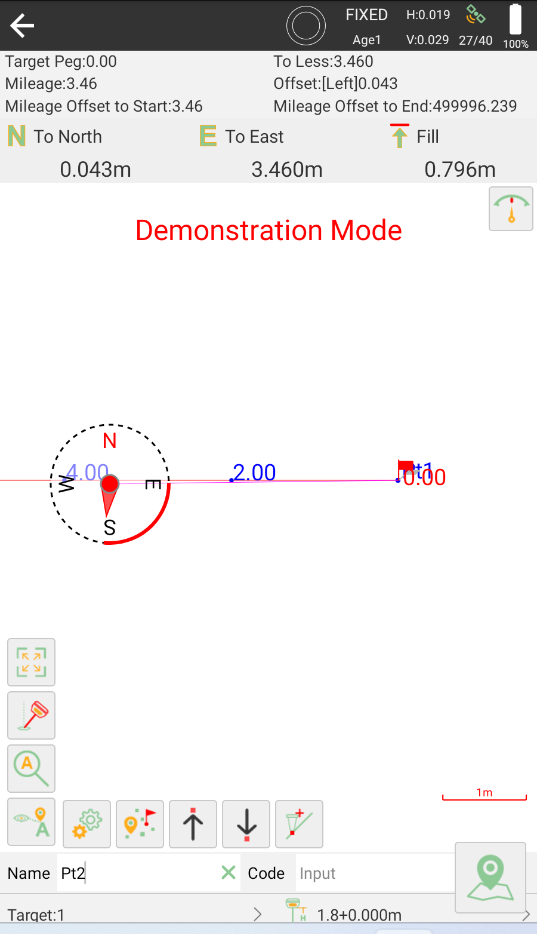 FIXED H:0.019
Age1 V:0.029 27/40 100%
Target Peg:0.00 To Less:3.460
Mileage:3.46 Offset:[Left]0.043
Mileage Offset to Start:3.46 Mileage Offset to End:499996.239
N To North E To East Fill
0.043m 3.460m 0.796m
Demonstration Mode
N
4.00 2.00 Pt1
0.00
W E
S
A
A
1m
Name Pt2 Code Input
Target:1 T H 1.8+0.000m